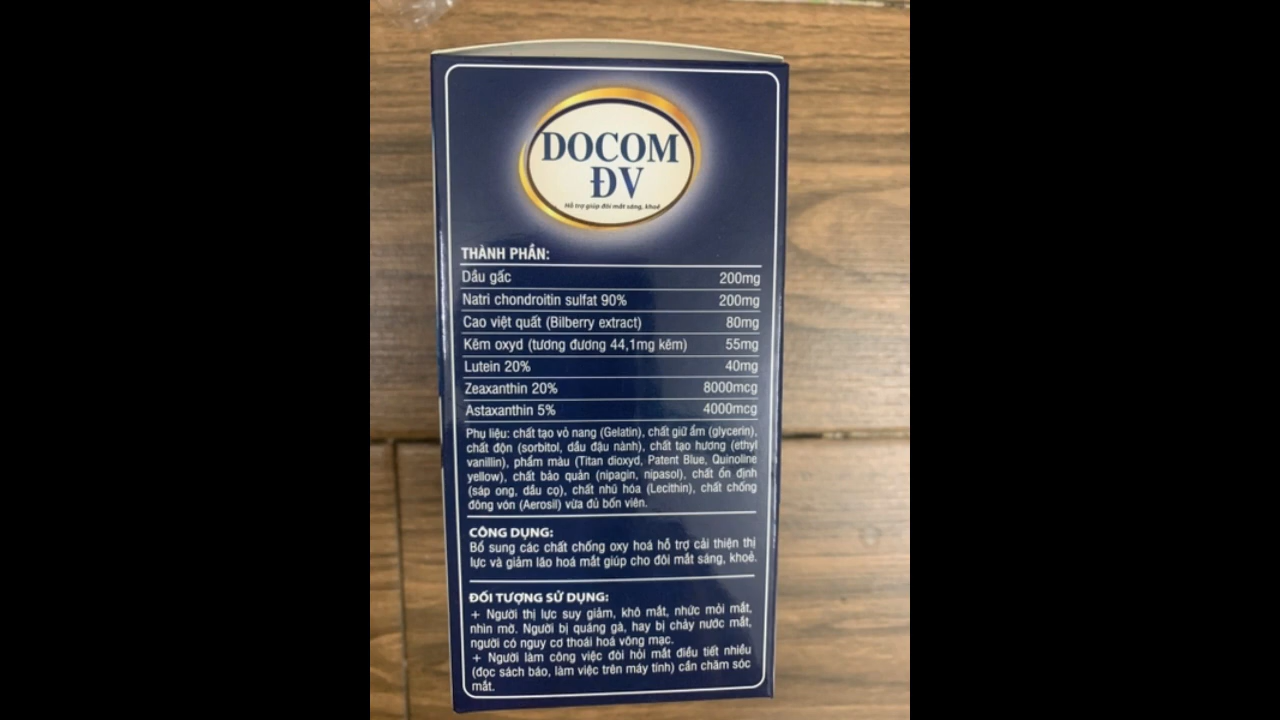 DOCOM
ĐV
Hỗ trợ giúp đôi mắt sáng, khoẻ
THÀNH PHẦN:
Dầu gấc 200mg
Natri chondroitin sulfat 90% 200mg
Cao việt quất (Bilberry extract) 80mg
Kẽm oxyd (tương đương 44,1mg kẽm) 55mg
Lutein 20% 40mg
Zeaxanthin 20% 8000mcg
Astaxanthin 5% 4000mcg
Phụ liệu: chất tạo vỏ nang (Gelatin), chất giữ ẩm (glycerin),
chất độn (sorbitol, dầu đậu nành), chất tạo hương (ethyl
vanillin), phẩm màu (Titan dioxyd, Patent Blue, Quinoline
yellow), chất bảo quản (nipagin, nipasol), chất ổn định
(sáp ong, dầu cọ), chất nhũ hóa (Lecithin), chất chống
đông vón (Aerosil) vừa đủ bốn viên.
CÔNG DỤNG:
Bổ sung các chất chống oxy hoá hỗ trợ cải thiện thị
lực và giảm lão hoá mắt giúp cho đôi mắt sáng, khoẻ.
ĐỐI TƯỢNG SỬ DỤNG:
+ Người thị lực suy giảm, khô mắt, nhức mỏi mắt,
nhìn mờ. Người bị quáng gà, hay bị chảy nước mắt,
người có nguy cơ thoái hoá võng mạc.
+ Người làm công việc đòi hỏi mắt điều tiết nhiều
(đọc sách báo, làm việc trên máy tính) cần chăm sóc
mắt.